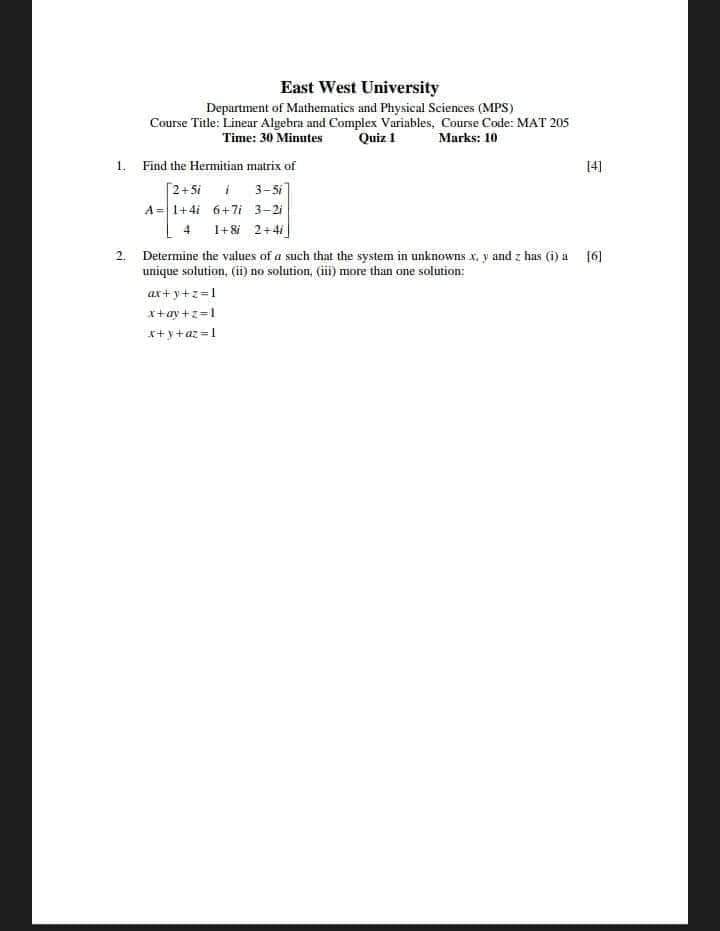 East West University
Department of Mathematics and Physical Sciences (MPS)
Course Title: Linear Algebra and Complex Variables, Course Code: MAT 205
Time: 30 Minutes Quiz 1 Marks: 10
1. Find the Hermitian matrix of [4]
2+5i i 3−5i
A= 1+4i 6+7i 3−2i
4 1+8i 2+4i
2. Determine the values of a such that the system in unknowns x, y and z has (i) a [6]
unique solution, (ii) no solution, (iii) more than one solution:
ax+y+z=1
x+ay+z=1
x+y+az=1